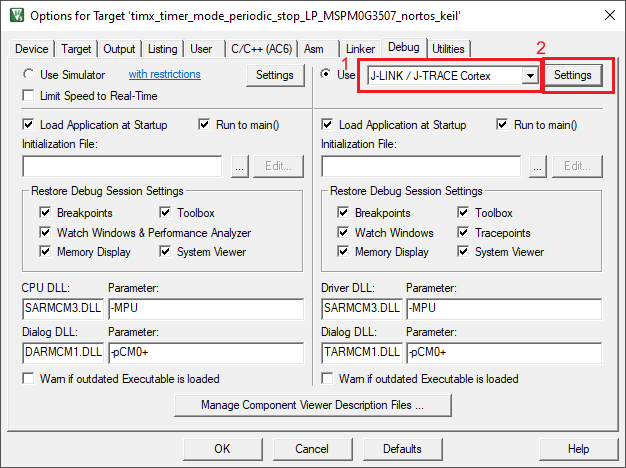 Options for Target 'timx_timer_mode_periodic_stop_LP_MSPM0G3507_nortos_keil'
Device Target Output Listing User C/C++ (AC6) Asm Linker Debug Utilities
1 2
Use Simulator with restrictions Settings Use J-LINK / J-TRACE Cortex Settings
Limit Speed to Real-Time
Load Application at Startup Run to main() Load Application at Startup Run to main()
Initialization File: Initialization File:
... Edit... ... Edit...
Restore Debug Session Settings Restore Debug Session Settings
Breakpoints Toolbox Breakpoints Toolbox
Watch Windows & Performance Analyzer Watch Windows Tracepoints
Memory Display System Viewer Memory Display System Viewer
CPU DLL: Parameter: Driver DLL: Parameter:
SARMCM3.DLL -MPU SARMCM3.DLL -MPU
Dialog DLL: Parameter: Dialog DLL: Parameter:
DARMCM1.DLL -pCM0+ TARMCM1.DLL -pCM0+
Warn if outdated Executable is loaded Warn if outdated Executable is loaded
Manage Component Viewer Description Files ...
OK Cancel Defaults Help